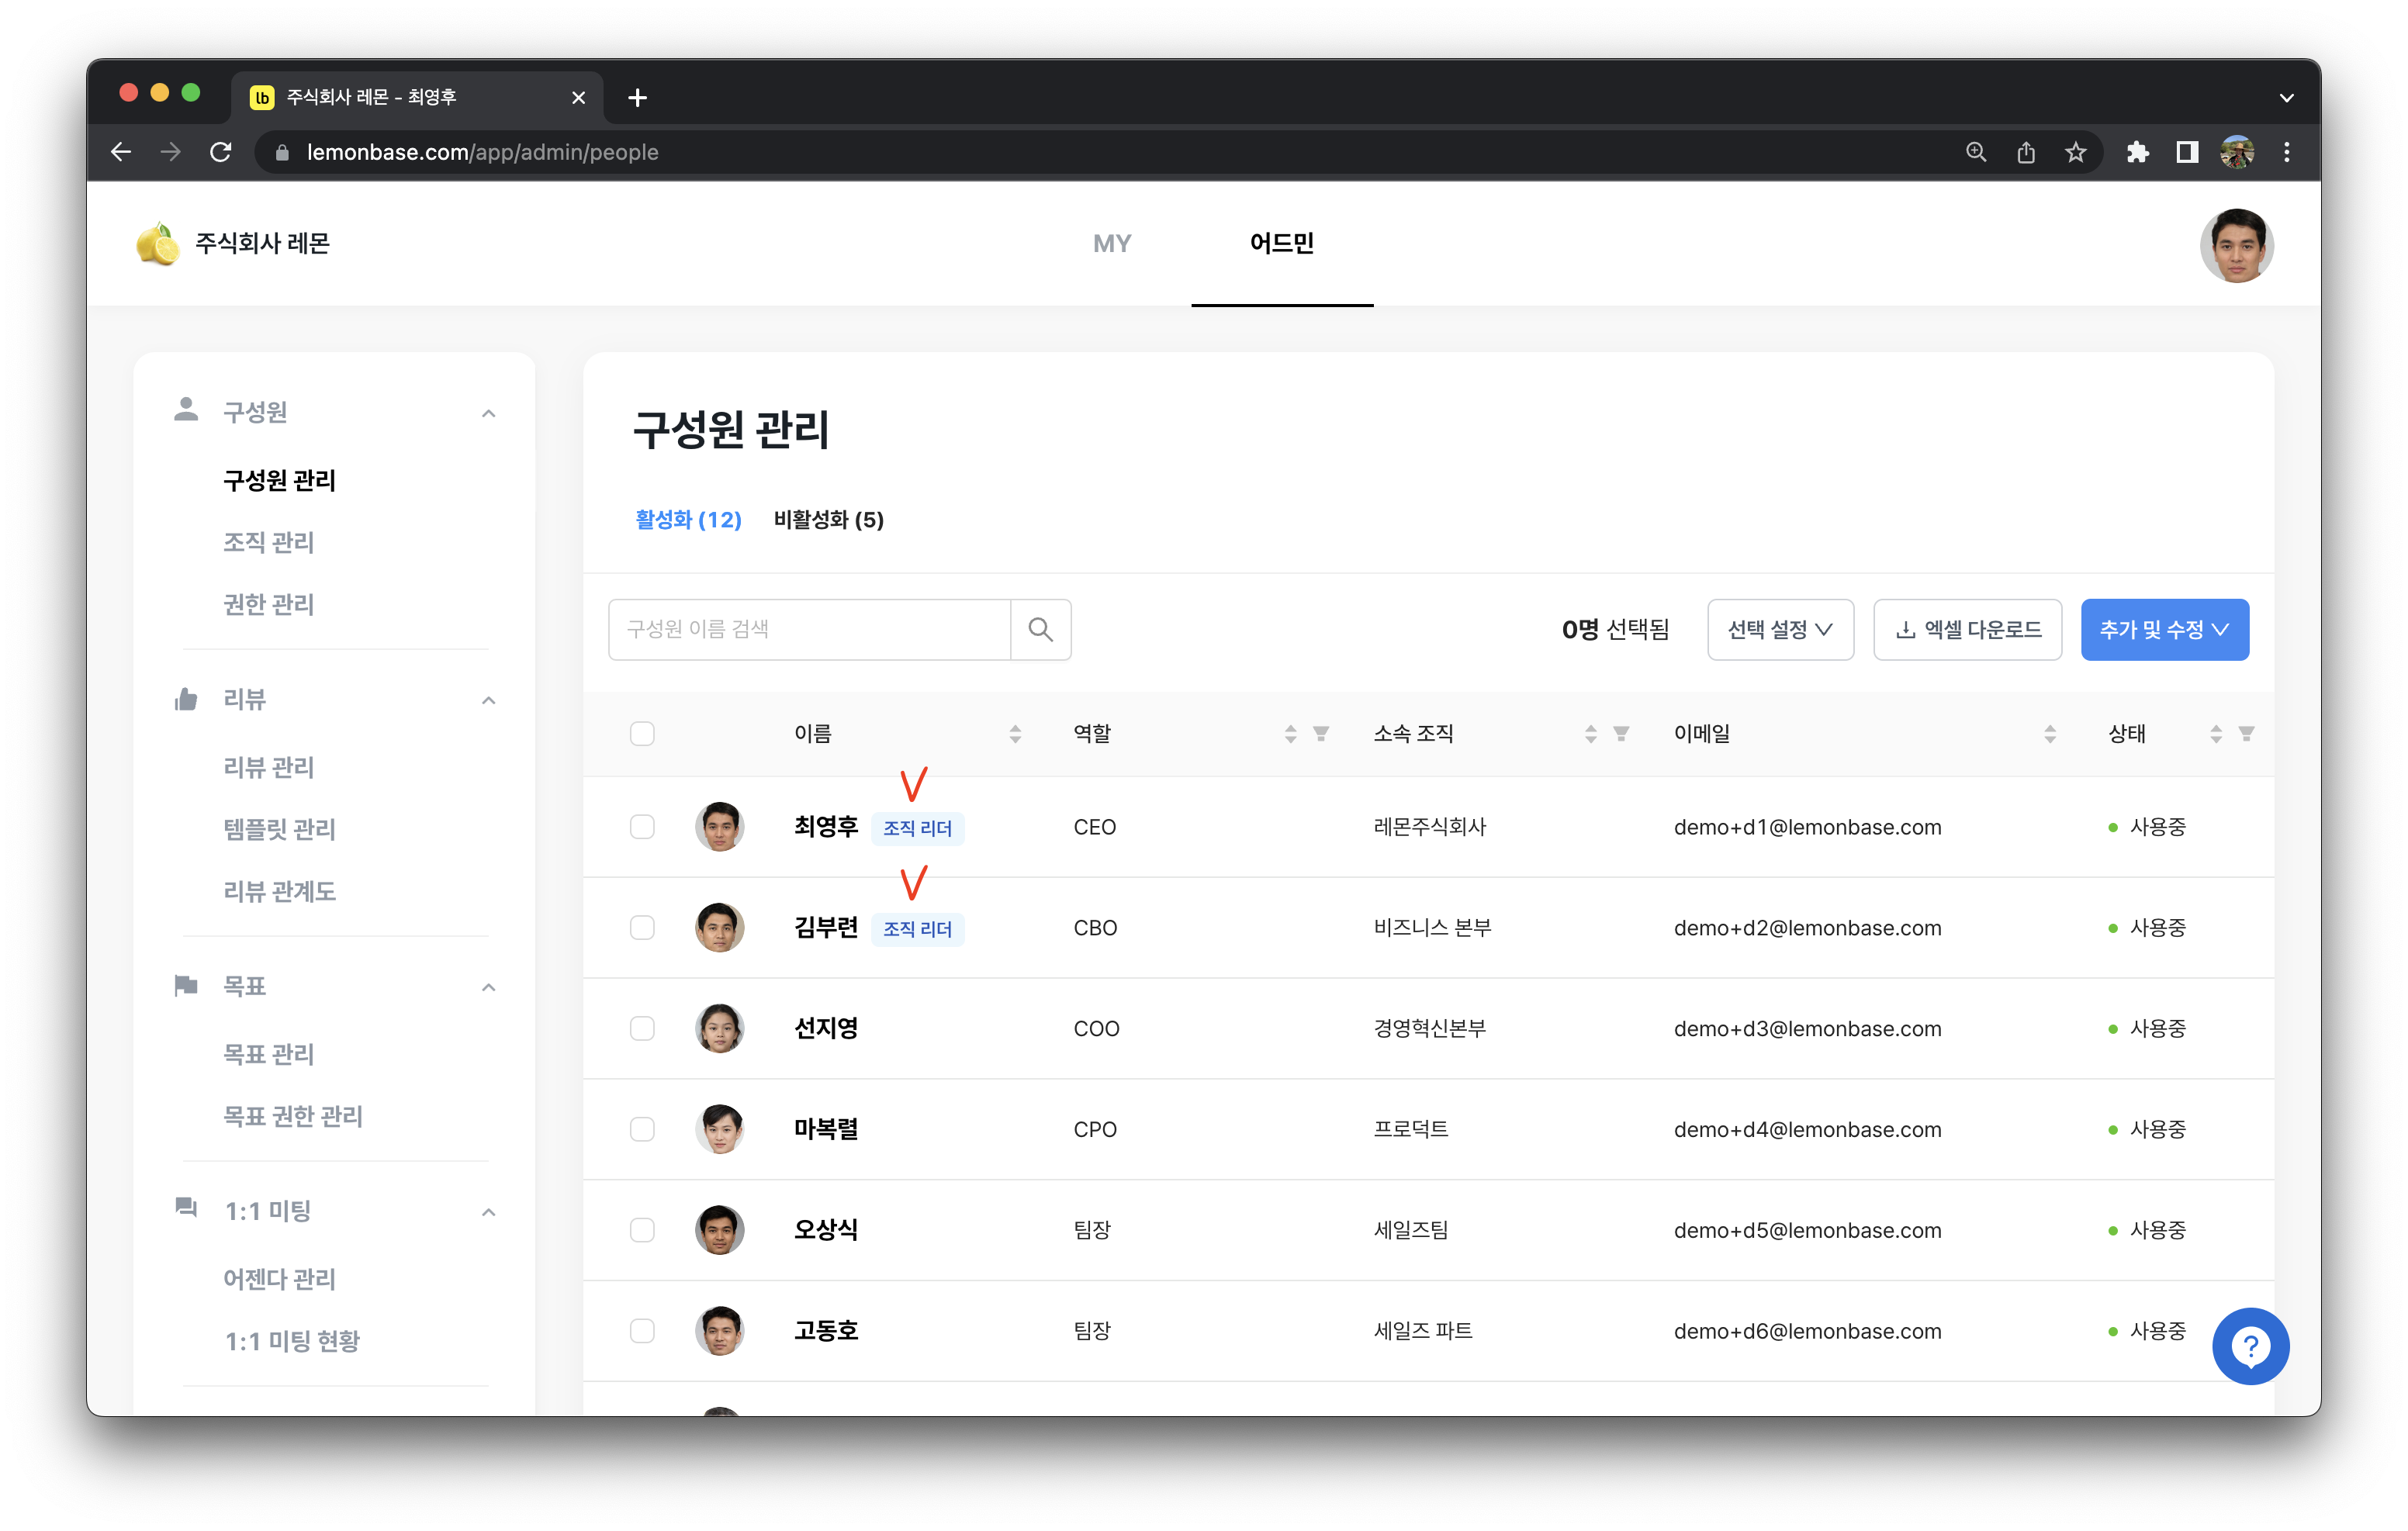 lb 주식회사 레몬 - 최영후
lemonbase.com/app/admin/people
주식회사 레몬
MY
어드민
구성원
구성원 관리
조직 관리
권한 관리
리뷰
리뷰 관리
템플릿 관리
리뷰 관계도
목표
목표 관리
목표 권한 관리
1:1 미팅
어젠다 관리
1:1 미팅 현황
구성원 관리
활성화 (12) 비활성화 (5)
구성원 이름 검색
0명 선택됨
선택 설정
엑셀 다운로드
추가 및 수정
이름 역할 소속 조직 이메일 상태
최영후 조직 리더 CEO 레몬주식회사 demo+d1@lemonbase.com 사용중
김부련 조직 리더 CBO 비즈니스 본부 demo+d2@lemonbase.com 사용중
선지영 COO 경영혁신본부 demo+d3@lemonbase.com 사용중
마복렬 CPO 프로덕트 demo+d4@lemonbase.com 사용중
오상식 팀장 세일즈팀 demo+d5@lemonbase.com 사용중
고동호 팀장 세일즈 파트 demo+d6@lemonbase.com 사용중
?